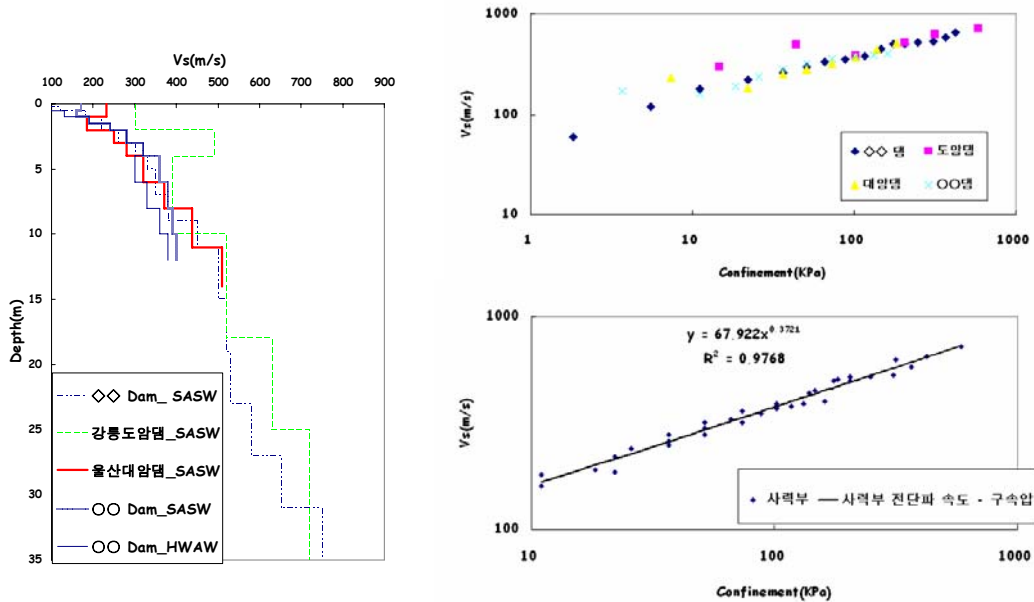 Vs(m/s)
100 200 300 400 500 600 700 800 900
0
5
10
15
20
25
30
35
Depth(m)
◇◇ Dam_ SASW
강릉도암댐_SASW
울산대암댐_SASW
○○ Dam_SASW
○○ Dam_HWAW
1000
100
10
Vs(m/s)
1 10 100 1000
Confinement(KPa)
◇◇ 댐 도암댐
대암댐 ○○댐
1000
100
Vs(m/s)
y = 67.922x^0.3721
R² = 0.9768
사력부 사력부 전단파 속도 - 구속압
10 100 1000
Confinement(KPa)